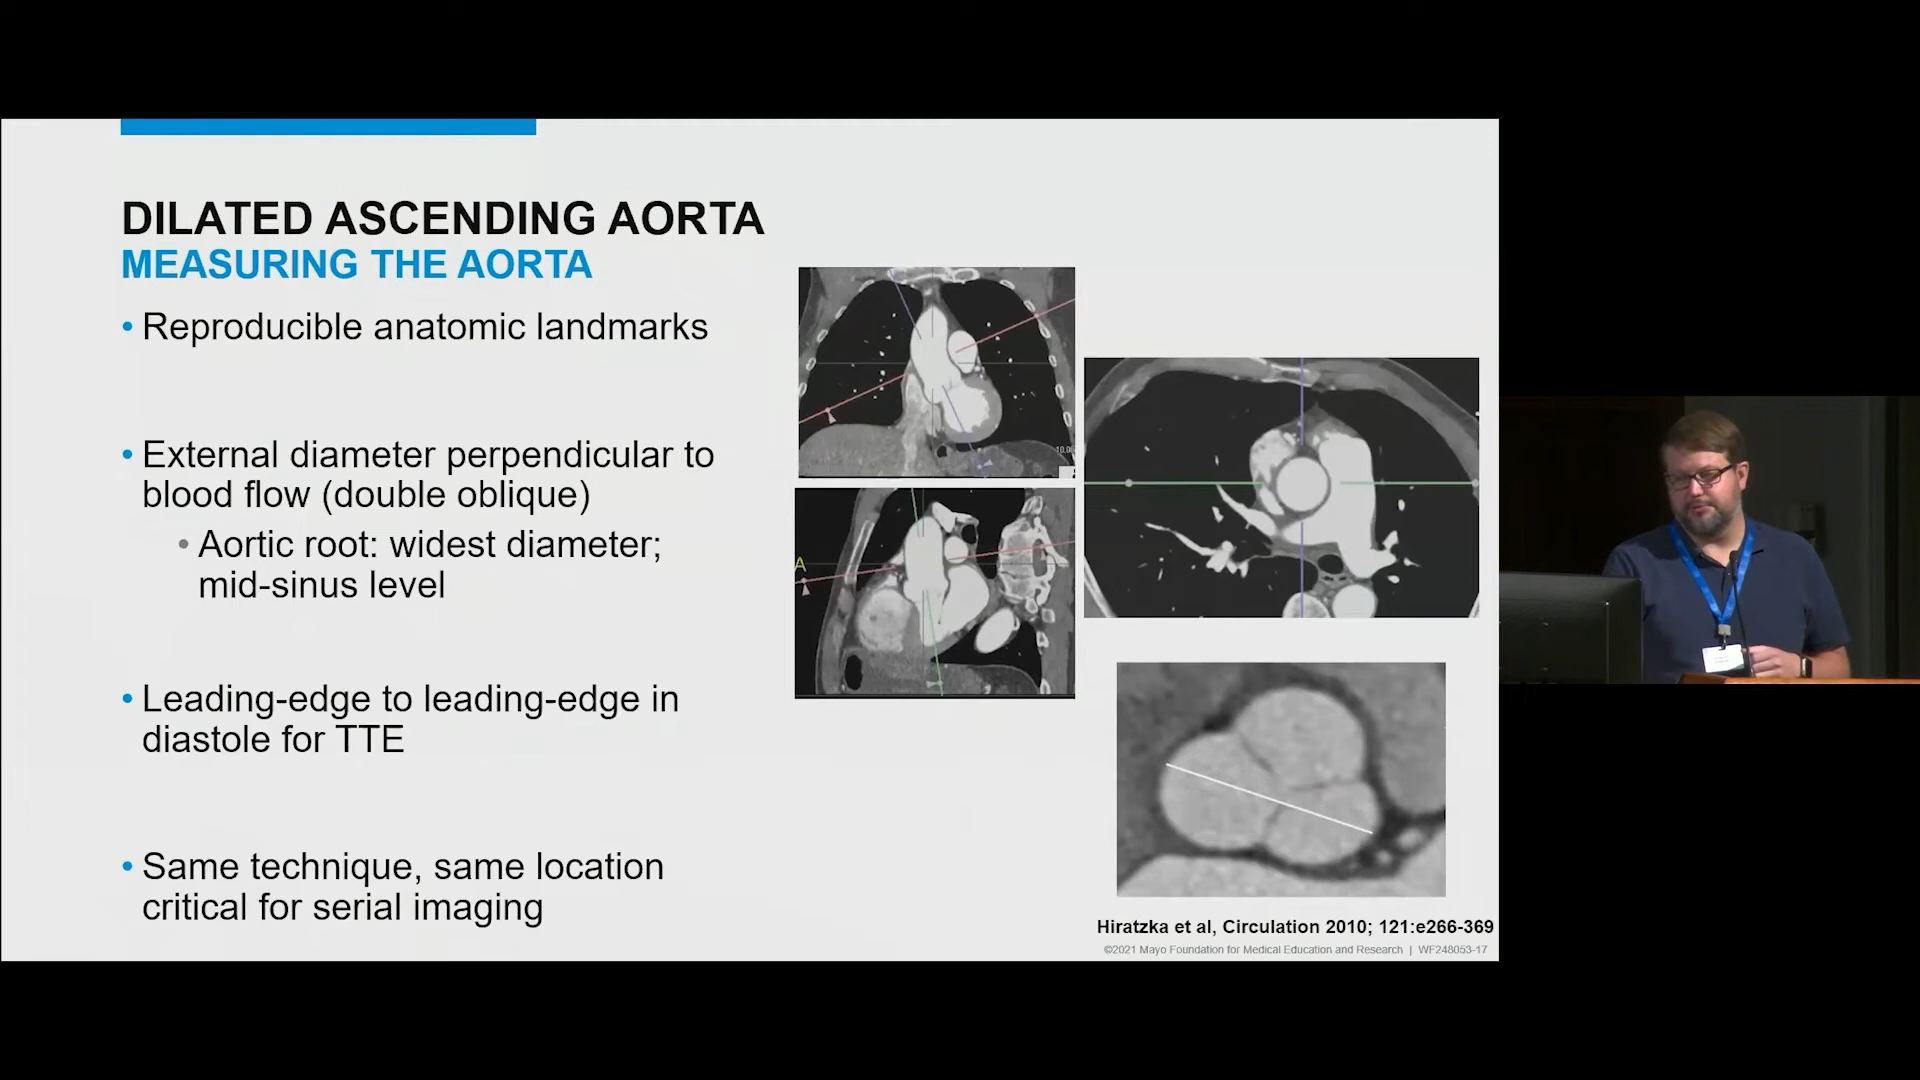 DILATED ASCENDING AORTA
MEASURING THE AORTA
• Reproducible anatomic landmarks
• External diameter perpendicular to
blood flow (double oblique)
• Aortic root: widest diameter;
mid-sinus level
• Leading-edge to leading-edge in
diastole for TTE
• Same technique, same location
critical for serial imaging
A
Hiratzka et al, Circulation 2010; 121:e266-369
©2021 Mayo Foundation for Medical Education and Research | WF248053-17